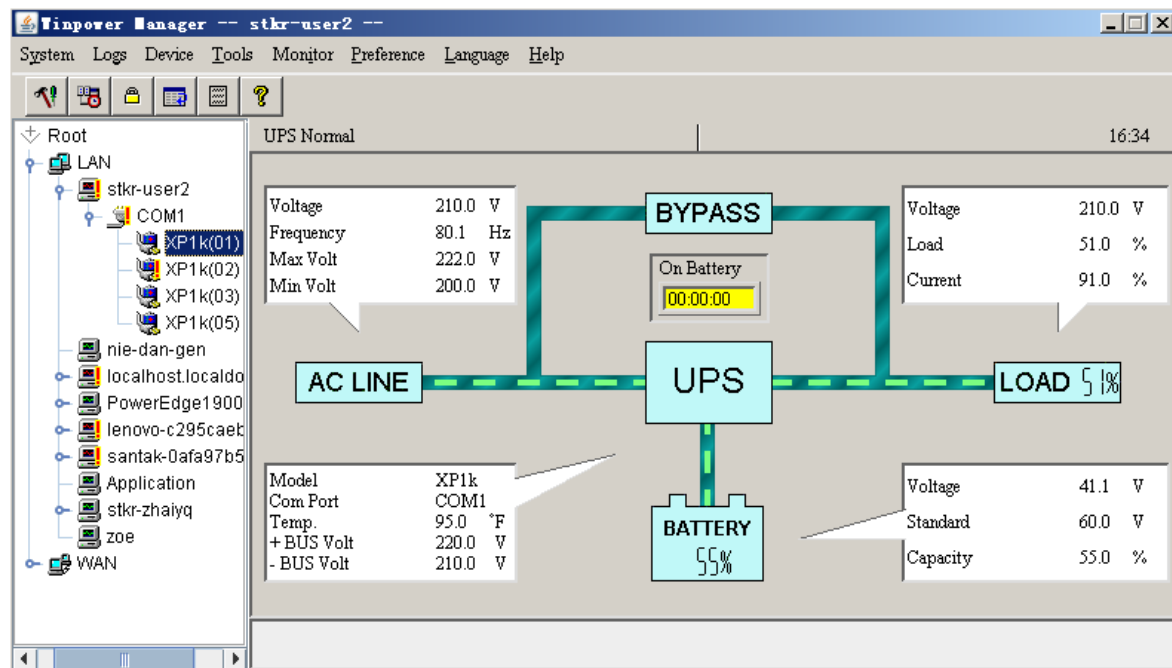 Winpower Manager -- stkr-user2 --
System Logs Device Tools Monitor Preference Language Help
Root
LAN
stkr-user2
COM1
XP1k(01)
XP1k(02)
XP1k(03)
XP1k(05)
nie-dan-gen
localhost.localdo
PowerEdge1900
lenovo-c295caeb
santak-0afa97b5
Application
stkr-zhaiyq
zoe
WAN
UPS Normal 16:34
Voltage 210.0 V
Frequency 80.1 Hz
Max Volt 222.0 V
Min Volt 200.0 V
BYPASS
On Battery
00:00:00
Voltage 210.0 V
Load 51.0 %
Current 91.0 %
AC LINE
UPS
LOAD 51%
Model XP1k
Com Port COM1
Temp. 95.0 °F
+ BUS Volt 220.0 V
- BUS Volt 210.0 V
BATTERY
55%
Voltage 41.1 V
Standard 60.0 V
Capacity 55.0 %